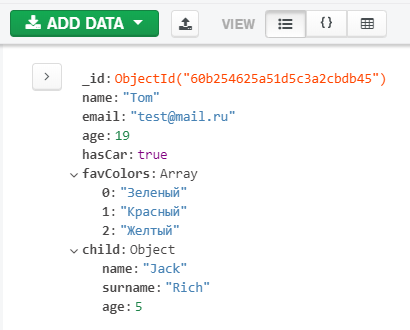 ADD DATA VIEW {}
_id: ObjectId("60b254625a51d5c3a2cbdb45")
name: "Tom"
email: "test@mail.ru"
age: 19
hasCar: true
favColors: Array
0: "Зеленый"
1: "Красный"
2: "Желтый"
child: Object
name: "Jack"
surname: "Rich"
age: 5